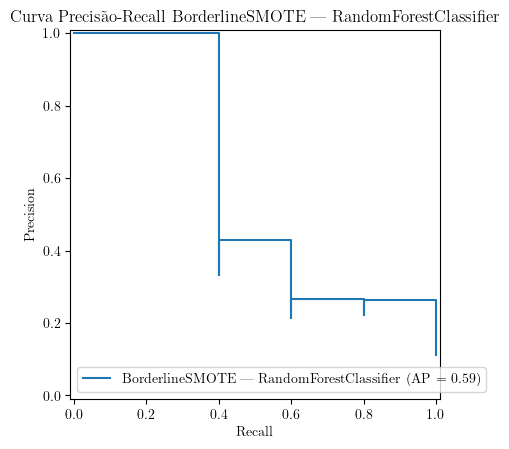 Curva Precisão-Recall BorderlineSMOTE — RandomForestClassifier
1.0
0.8
0.6
0.4
0.2
0.0
Precision
BorderlineSMOTE — RandomForestClassifier (AP = 0.59)
0.0 0.2 0.4 0.6 0.8 1.0
Recall